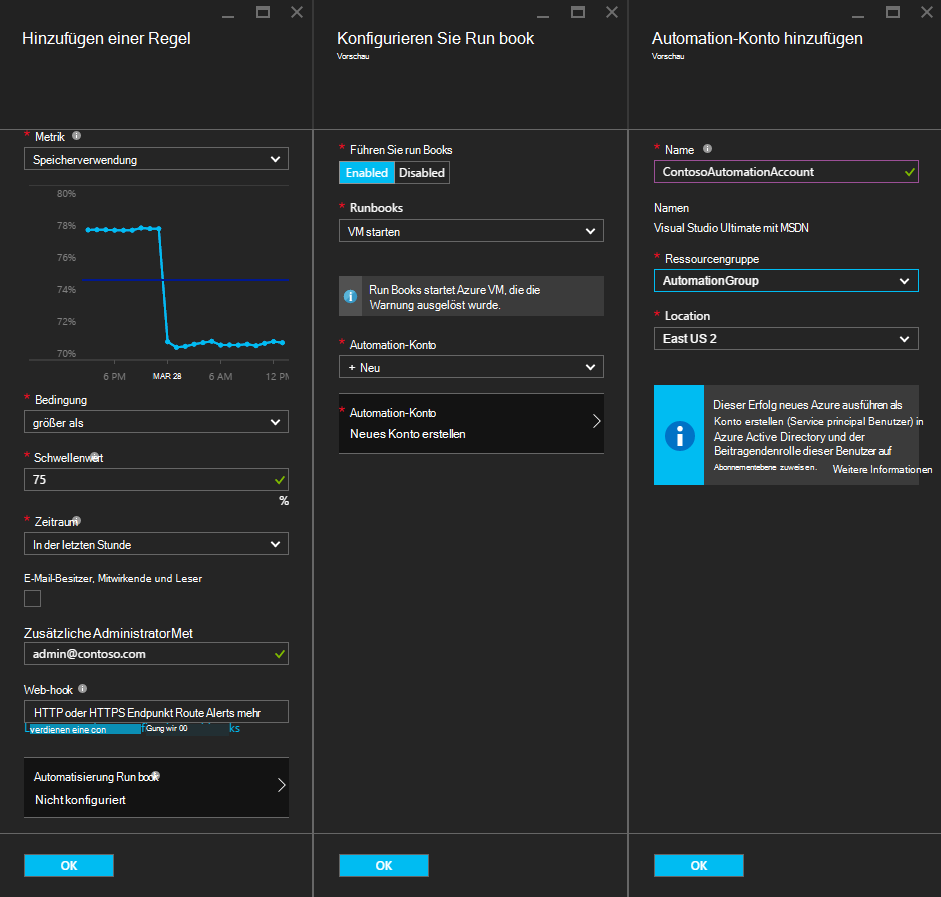 Hinzufügen einer Regel
* Metrik
Speicherverwendung
80%
78%
76%
74%
72%
70%
6 PM MAR 28 6 AM 12 PM
* Bedingung
größer als
* Schwellenwert
75
%
* Zeitraum
In der letzten Stunde
E-Mail-Besitzer, Mitwirkende und Leser
Zusätzliche AdministratorMet
admin@contoso.com
Web-hook
HTTP oder HTTPS Endpunkt Route Alerts mehr
verdienen eine con Gung wir 00 ks
Automatisierung Run book
Nicht konfiguriert
OK
Konfigurieren Sie Run book
Vorschau
* Führen Sie run Books
Enabled Disabled
* Runbooks
VM starten
Run Books startet Azure VM, die die
Warnung ausgelöst wurde.
* Automation-Konto
+ Neu
* Automation-Konto
Neues Konto erstellen
OK
Automation-Konto hinzufügen
Vorschau
* Name
ContosoAutomationAccount
Namen
Visual Studio Ultimate mit MSDN
* Ressourcengruppe
AutomationGroup
* Location
East US 2
Dieser Erfolg neues Azure ausführen als
Konto erstellen (Service principal Benutzer) in
Azure Active Directory und der
Beitragendenrolle dieser Benutzer auf
Abonnementebene zuweisen. Weitere Informationen
OK